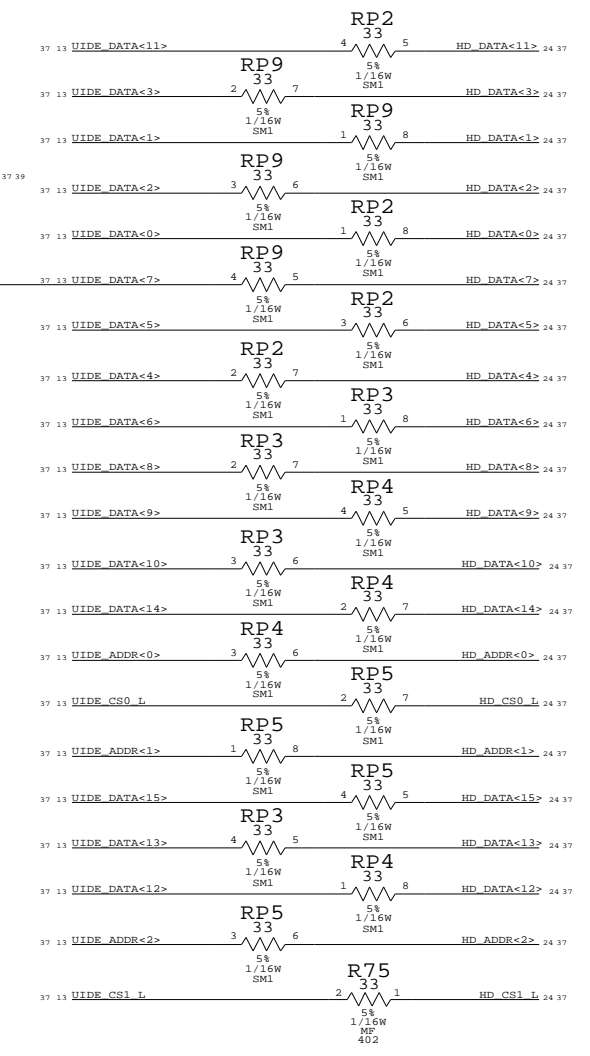 RP2
33
37 13 UIDE_DATA<11> 4 5 HD_DATA<11> 24 37
5%
1/16W
SM1
RP9
33
37 13 UIDE_DATA<3> 2 7 HD_DATA<3> 24 37
5%
1/16W
SM1
RP9
33
37 13 UIDE_DATA<1> 1 8 HD_DATA<1> 24 37
5%
1/16W
SM1
37 39
RP9
33
37 13 UIDE_DATA<2> 3 6 HD_DATA<2> 24 37
5%
1/16W
SM1
RP2
33
37 13 UIDE_DATA<0> 1 8 HD_DATA<0> 24 37
5%
1/16W
SM1
RP9
33
37 13 UIDE_DATA<7> 4 5 HD_DATA<7> 24 37
5%
1/16W
SM1
RP2
33
37 13 UIDE_DATA<5> 3 6 HD_DATA<5> 24 37
5%
1/16W
SM1
RP2
33
37 13 UIDE_DATA<4> 2 7 HD_DATA<4> 24 37
5%
1/16W
SM1
RP3
33
37 13 UIDE_DATA<6> 1 8 HD_DATA<6> 24 37
5%
1/16W
SM1
RP3
33
37 13 UIDE_DATA<8> 2 7 HD_DATA<8> 24 37
5%
1/16W
SM1
RP4
33
37 13 UIDE_DATA<9> 4 5 HD_DATA<9> 24 37
5%
1/16W
SM1
RP3
33
37 13 UIDE_DATA<10> 3 6 HD_DATA<10> 24 37
5%
1/16W
SM1
RP4
33
37 13 UIDE_DATA<14> 2 7 HD_DATA<14> 24 37
5%
1/16W
SM1
RP4
33
37 13 UIDE_ADDR<0> 3 6 HD_ADDR<0> 24 37
5%
1/16W
SM1
RP5
33
37 13 UIDE_CS0_L 2 7 HD_CS0_L 24 37
5%
1/16W
SM1
RP5
33
37 13 UIDE_ADDR<1> 1 8 HD_ADDR<1> 24 37
5%
1/16W
SM1
RP5
33
37 13 UIDE_DATA<15> 4 5 HD_DATA<15> 24 37
5%
1/16W
SM1
RP3
33
37 13 UIDE_DATA<13> 4 5 HD_DATA<13> 24 37
5%
1/16W
SM1
RP4
33
37 13 UIDE_DATA<12> 1 8 HD_DATA<12> 24 37
5%
1/16W
SM1
RP5
33
37 13 UIDE_ADDR<2> 3 6 HD_ADDR<2> 24 37
5%
1/16W
SM1
R75
33
37 13 UIDE_CS1_L 2 1 HD_CS1_L 24 37
5%
1/16W
MF
402